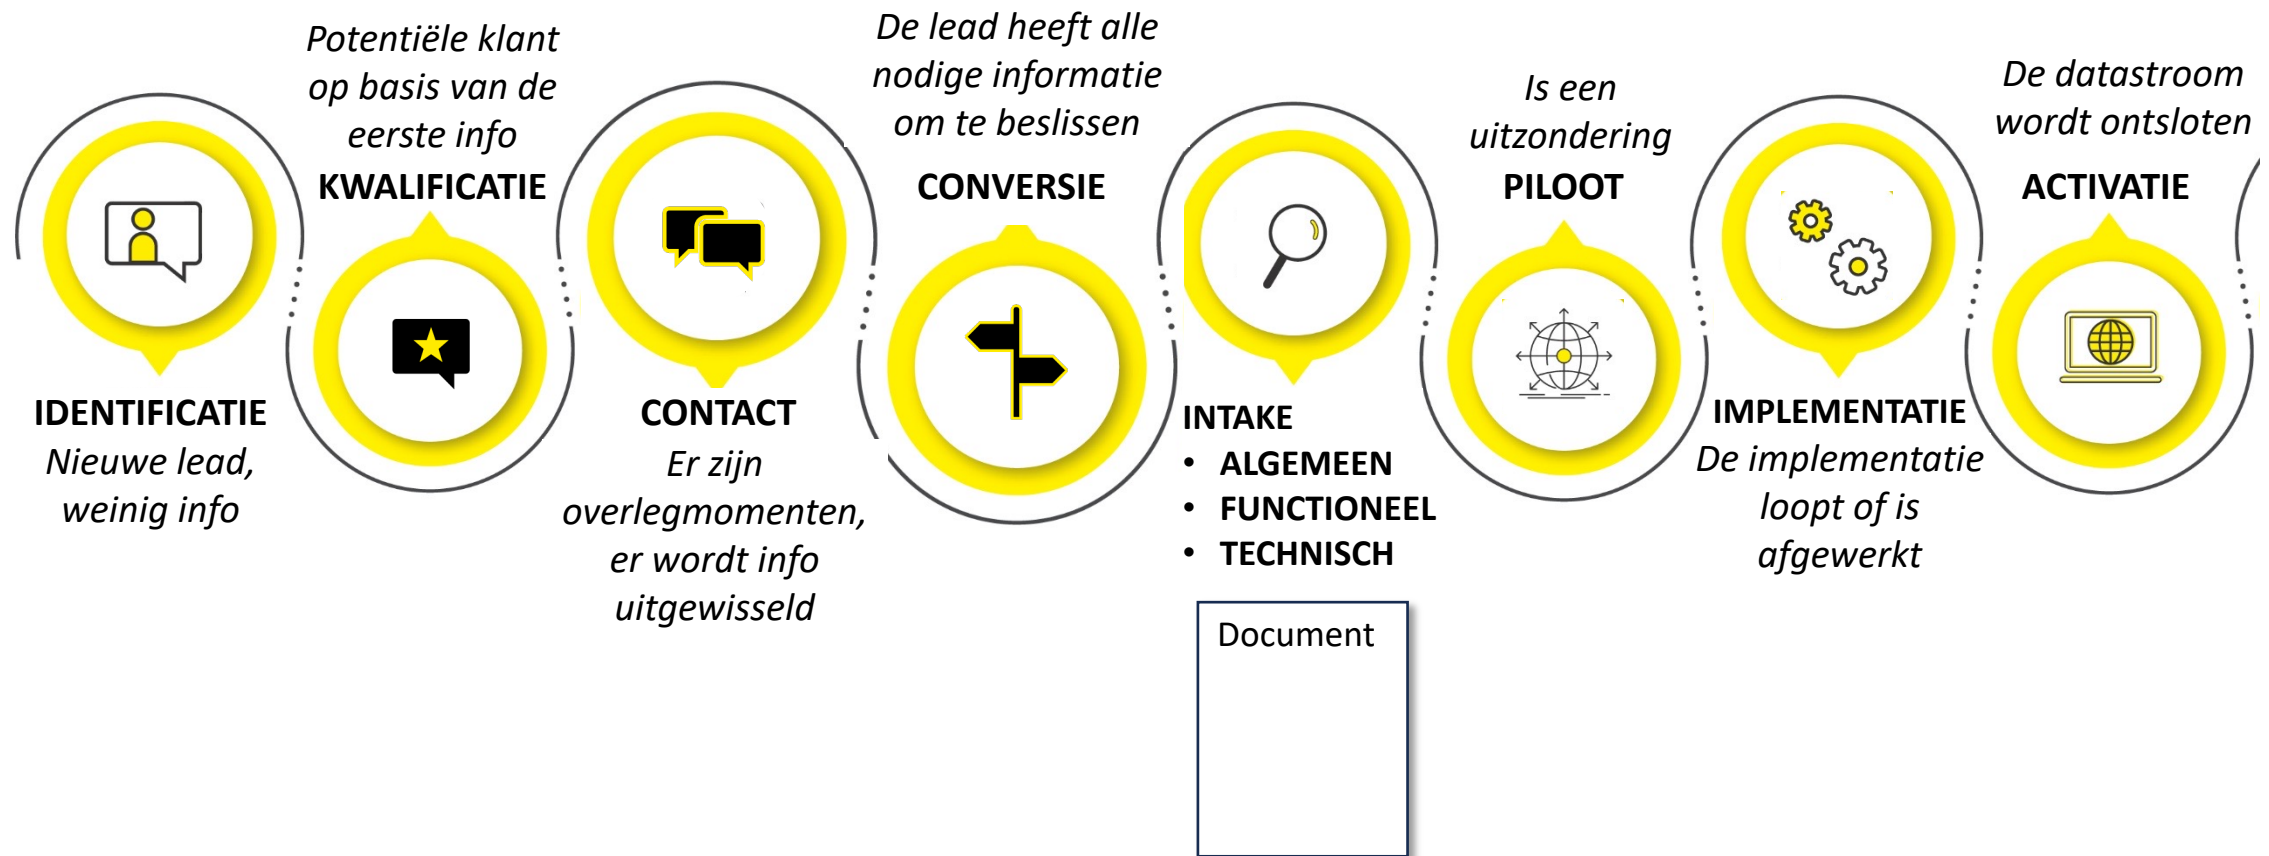 IDENTIFICATIE
Nieuwe lead,
weinig info
Potentiële klant
op basis van de
eerste info
KWALIFICATIE
CONTACT
Er zijn
overlegmomenten,
er wordt info
uitgewisseld
De lead heeft alle
nodige informatie
om te beslissen
CONVERSIE
INTAKE
• ALGEMEEN
• FUNCTIONEEL
• TECHNISCH
Document
Is een
uitzondering
PILOOT
IMPLEMENTATIE
De implementatie
loopt of is
afgewerkt
De datastroom
wordt ontsloten
ACTIVATIE